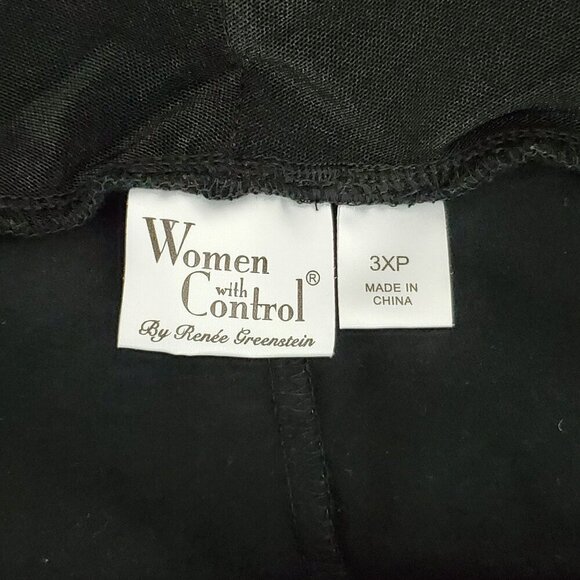 Women
with
Control®
By Renée Greenstein
3XP
MADE IN
CHINA